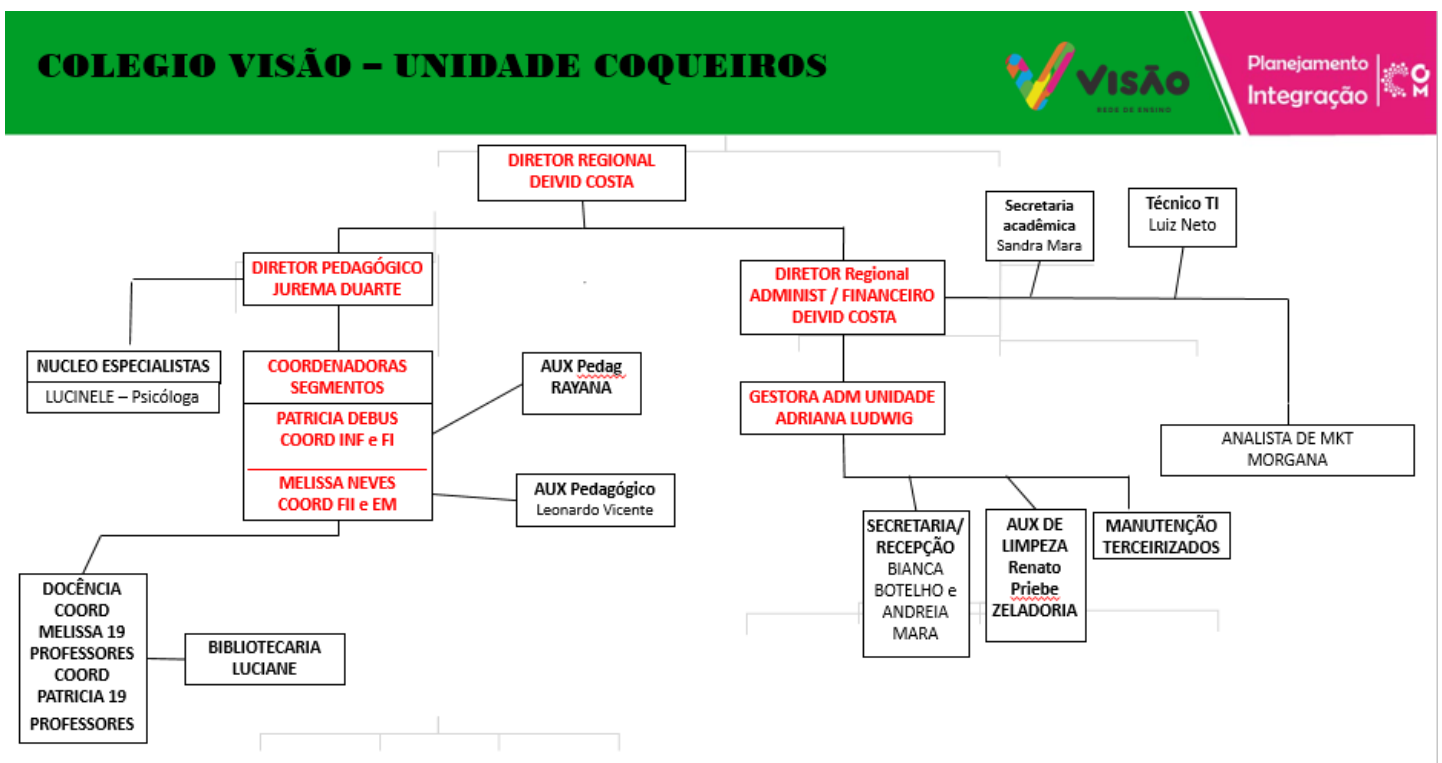 COLEGIO VISÃO – UNIDADE COQUEIROS
VISÃO
REDE DE ENSINO
Planejamento
Integração
COM
DIRETOR REGIONAL
DEIVID COSTA
Secretaria
acadêmica
Sandra Mara
Técnico TI
Luiz Neto
DIRETOR PEDAGÓGICO
JUREMA DUARTE
DIRETOR Regional
ADMINIST / FINANCEIRO
DEIVID COSTA
NUCLEO ESPECIALISTAS
LUCINELE – Psicóloga
COORDENADORAS
SEGMENTOS
PATRICIA DEBUS
COORD INF e FI
MELISSA NEVES
COORD FII e EM
AUX Pedag
RAYANA
AUX Pedagógico
Leonardo Vicente
GESTORA ADM UNIDADE
ADRIANA LUDWIG
ANALISTA DE MKT
MORGANA
SECRETARIA/
RECEPÇÃO
BIANCA
BOTELHO e
ANDREIA
MARA
AUX DE
LIMPEZA
Renato
Priebe
ZELADORIA
MANUTENÇÃO
TERCEIRIZADOS
DOCÊNCIA
COORD
MELISSA 19
PROFESSORES
COORD
PATRICIA 19
PROFESSORES
BIBLIOTECARIA
LUCIANE